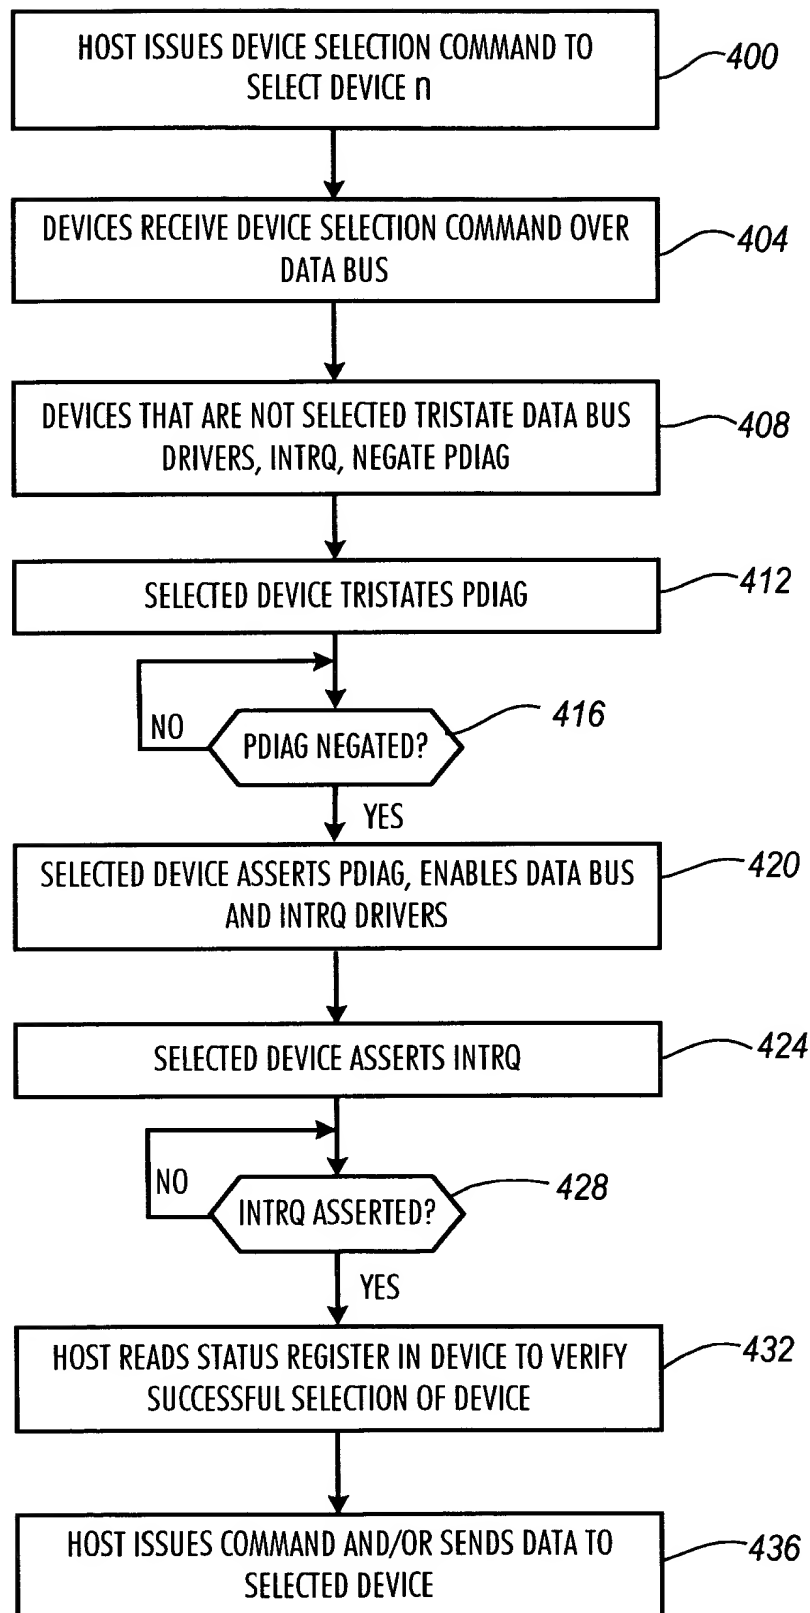 HOST ISSUES DEVICE SELECTION COMMAND TO
SELECT DEVICE n
400
DEVICES RECEIVE DEVICE SELECTION COMMAND OVER
DATA BUS
404
DEVICES THAT ARE NOT SELECTED TRISTATE DATA BUS
DRIVERS, INTRQ, NEGATE PDIAG
408
SELECTED DEVICE TRISTATES PDIAG
412
NO
PDIAG NEGATED?
416
YES
SELECTED DEVICE ASSERTS PDIAG, ENABLES DATA BUS
AND INTRQ DRIVERS
420
SELECTED DEVICE ASSERTS INTRQ
424
NO
INTRQ ASSERTED?
428
YES
HOST READS STATUS REGISTER IN DEVICE TO VERIFY
SUCCESSFUL SELECTION OF DEVICE
432
HOST ISSUES COMMAND AND/OR SENDS DATA TO
SELECTED DEVICE
436